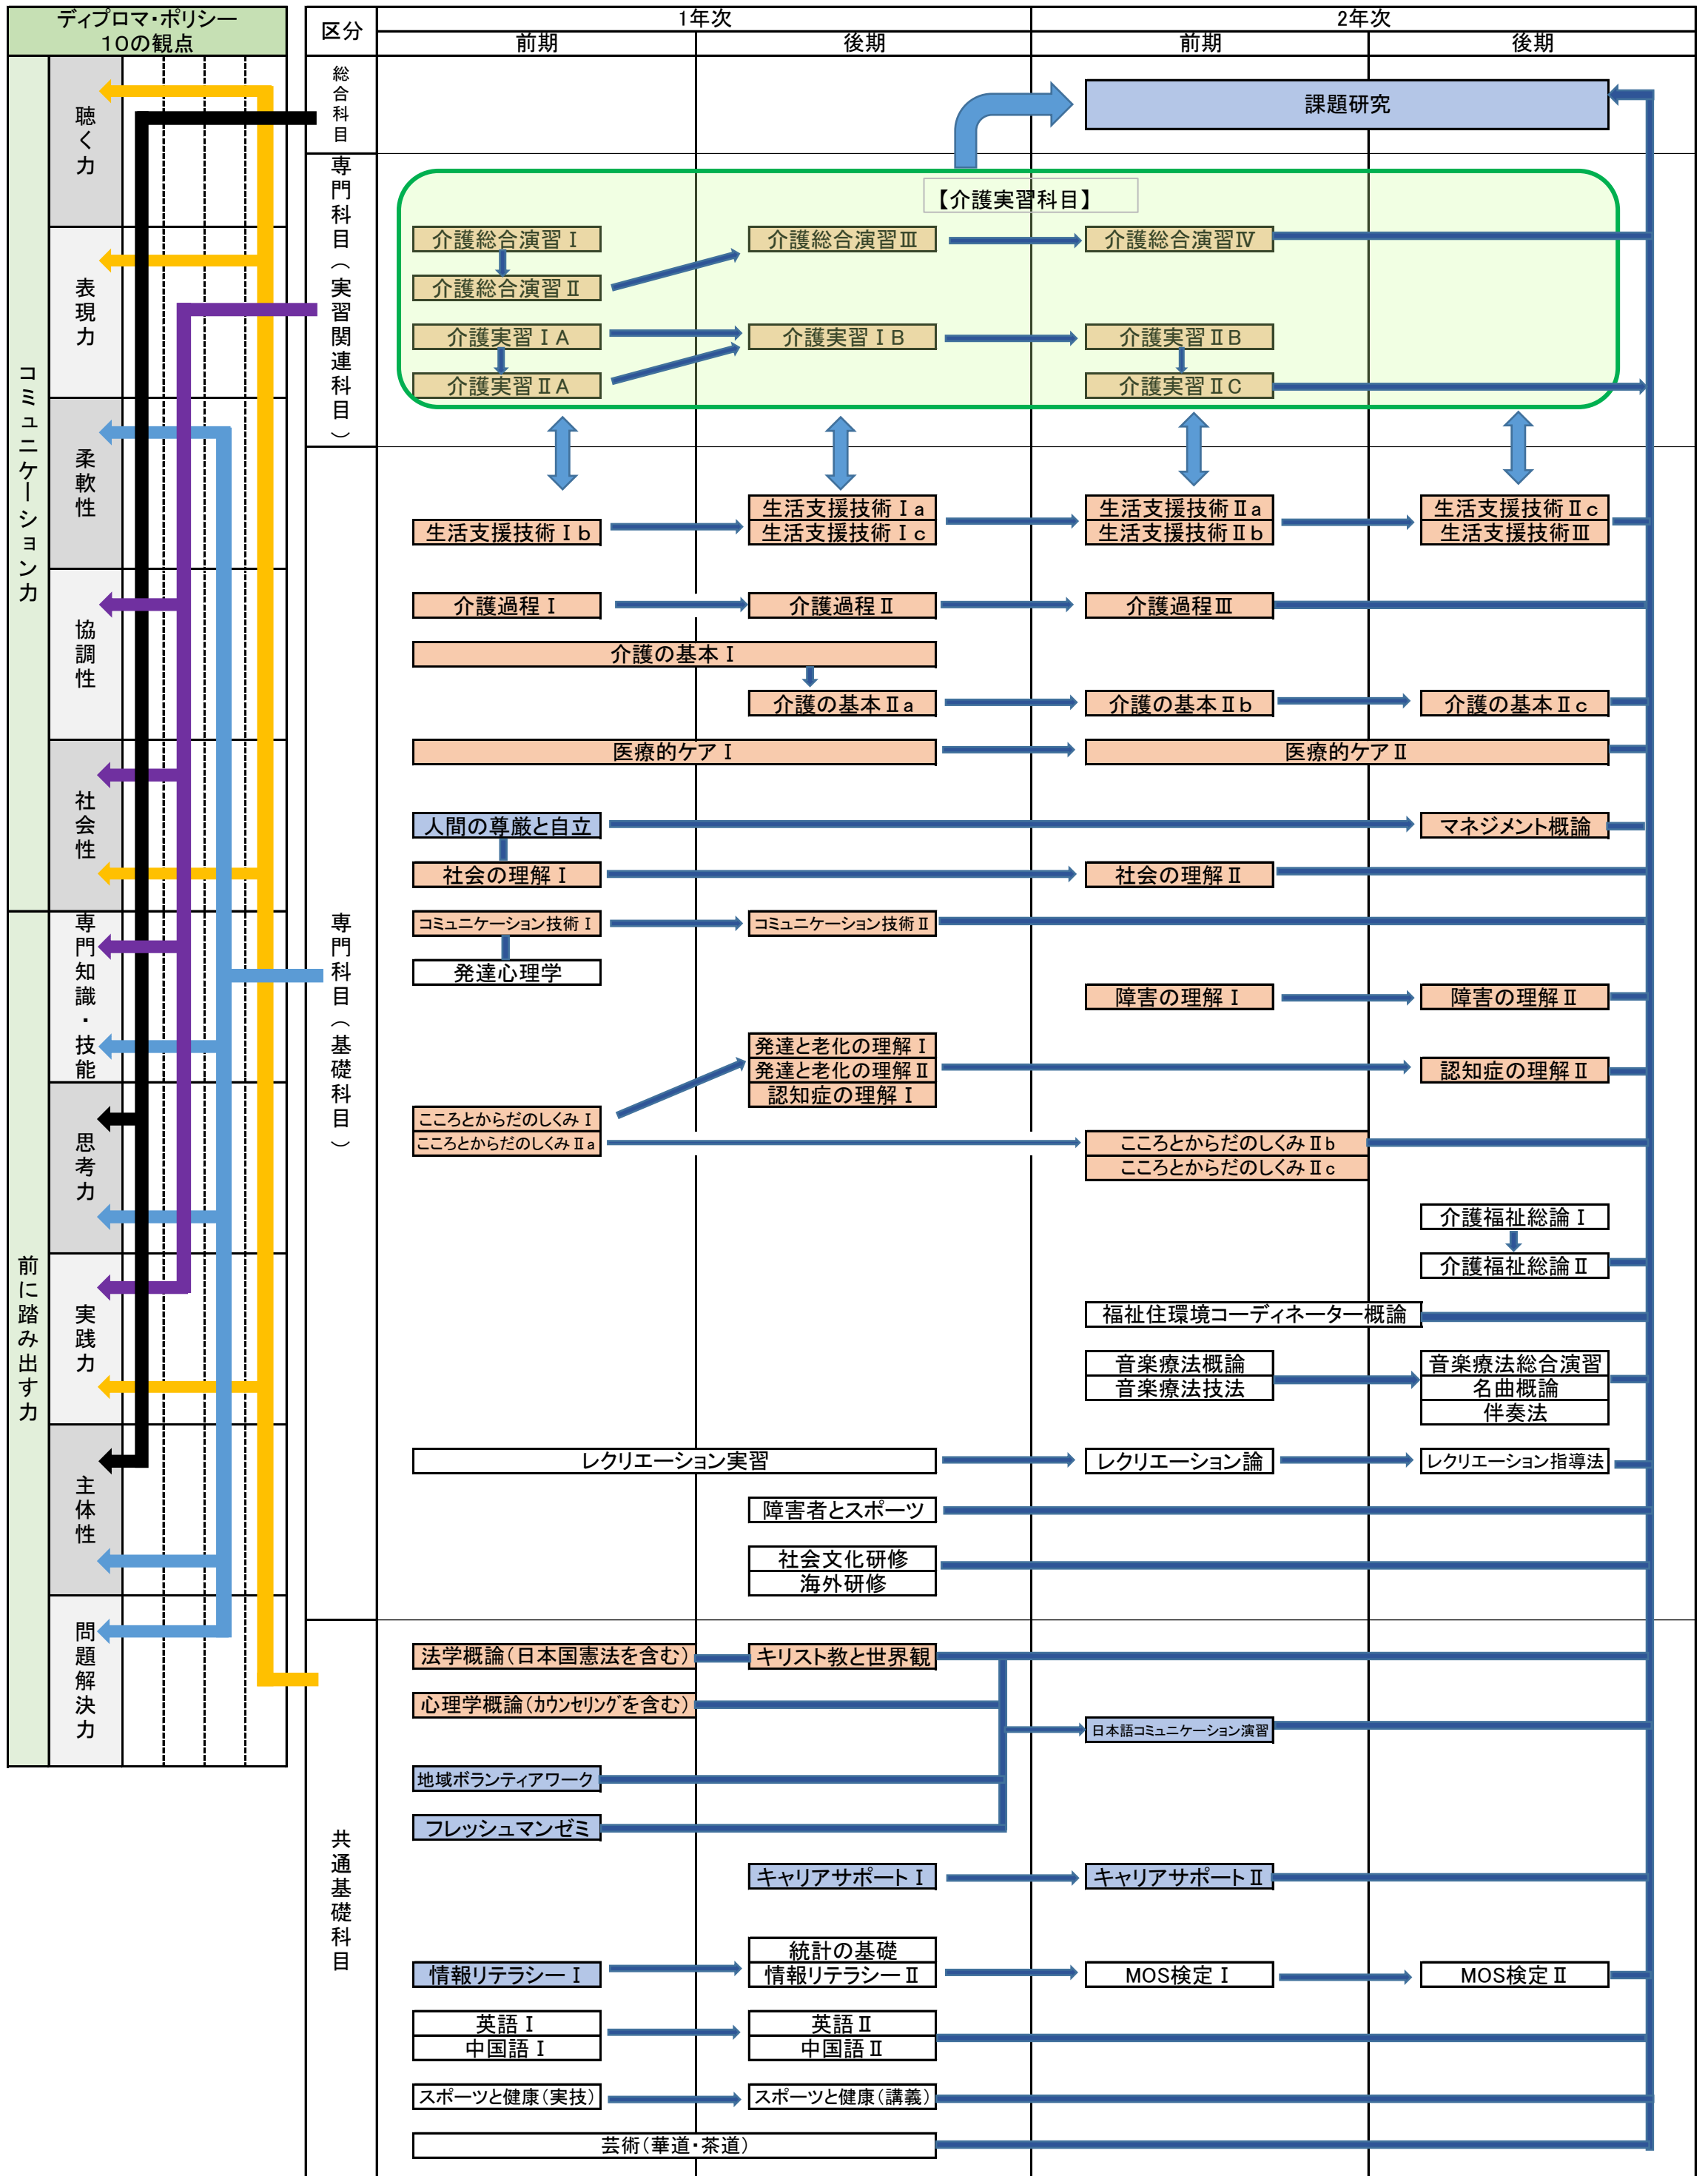 ディプロマ・ポリシー
10の観点
コミュニケーション力
聴く力
表現力
柔軟性
協調性
社会性
前に踏み出す力
専門知識・技能
思考力
実践力
主体性
問題解決力
区分
1年次
2年次
前期
後期
前期
後期
総合科目
課題研究
専門科目（実習関連科目）
【介護実習科目】
介護総合演習Ⅰ
介護総合演習Ⅲ
介護総合演習Ⅳ
介護総合演習Ⅱ
介護実習ⅠA
介護実習ⅠB
介護実習ⅡB
介護実習ⅡA
介護実習ⅡC
専門科目（基礎科目）
生活支援技術Ⅰb
生活支援技術Ⅰa
生活支援技術Ⅰc
生活支援技術Ⅱa
生活支援技術Ⅱb
生活支援技術Ⅱc
生活支援技術Ⅲ
介護過程Ⅰ
介護過程Ⅱ
介護過程Ⅲ
介護の基本Ⅰ
介護の基本Ⅱa
介護の基本Ⅱb
介護の基本Ⅱc
医療的ケアⅠ
医療的ケアⅡ
人間の尊厳と自立
マネジメント概論
社会の理解Ⅰ
社会の理解Ⅱ
コミュニケーション技術Ⅰ
コミュニケーション技術Ⅱ
発達心理学
障害の理解Ⅰ
障害の理解Ⅱ
発達と老化の理解Ⅰ
発達と老化の理解Ⅱ
認知症の理解Ⅰ
認知症の理解Ⅱ
こころとからだのしくみⅠ
こころとからだのしくみⅡa
こころとからだのしくみⅡb
こころとからだのしくみⅡc
介護福祉総論Ⅰ
介護福祉総論Ⅱ
福祉住環境コーディネーター概論
音楽療法概論
音楽療法技法
音楽療法総合演習
名曲概論
伴奏法
レクリエーション実習
レクリエーション論
レクリエーション指導法
障害者とスポーツ
社会文化研修
海外研修
共通基礎科目
法学概論（日本国憲法を含む）
キリスト教と世界観
心理学概論（ｶｳﾝｾﾘﾝｸﾞを含む）
日本語コミュニケーション演習
地域ボランティアワーク
フレッシュマンゼミ
キャリアサポートⅠ
キャリアサポートⅡ
統計の基礎
情報リテラシーⅠ
情報リテラシーⅡ
MOS検定Ⅰ
MOS検定Ⅱ
英語Ⅰ
中国語Ⅰ
英語Ⅱ
中国語Ⅱ
スポーツと健康（実技）
スポーツと健康（講義）
芸術（華道・茶道）